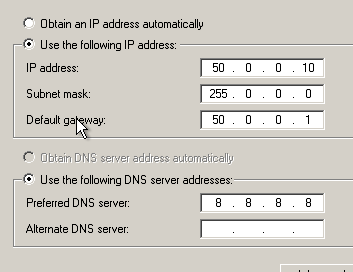 Obtain an IP address automatically
Use the following IP address:
IP address: 50 . 0 . 0 . 10
Subnet mask: 255 . 0 . 0 . 0
Default gateway: 50 . 0 . 0 . 1
Obtain DNS server address automatically
Use the following DNS server addresses:
Preferred DNS server: 8 . 8 . 8 . 8
Alternate DNS server: . . .